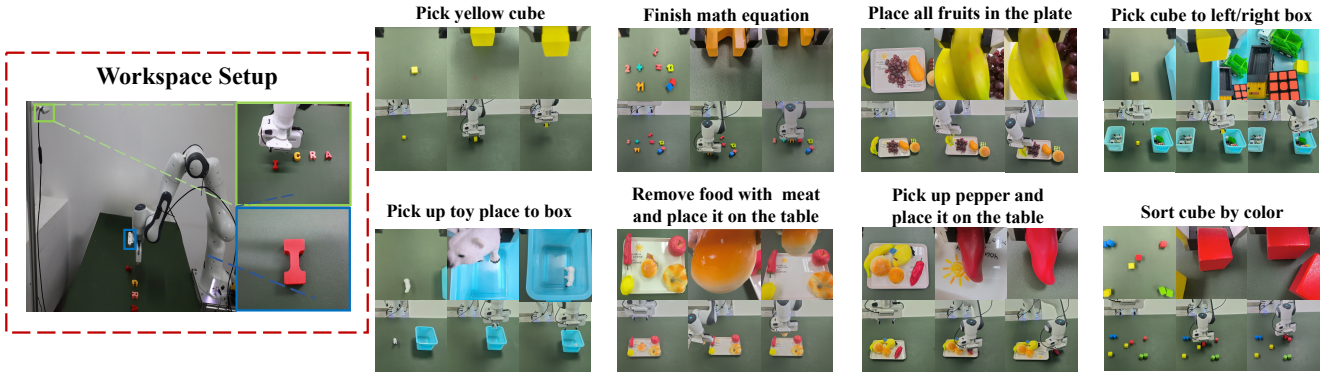 Workspace Setup
Pick yellow cube
Finish math equation
Place all fruits in the plate
Pick cube to left/right box
Pick up toy place to box
Remove food with meat
and place it on the table
Pick up pepper and
place it on the table
Sort cube by color
I C R A